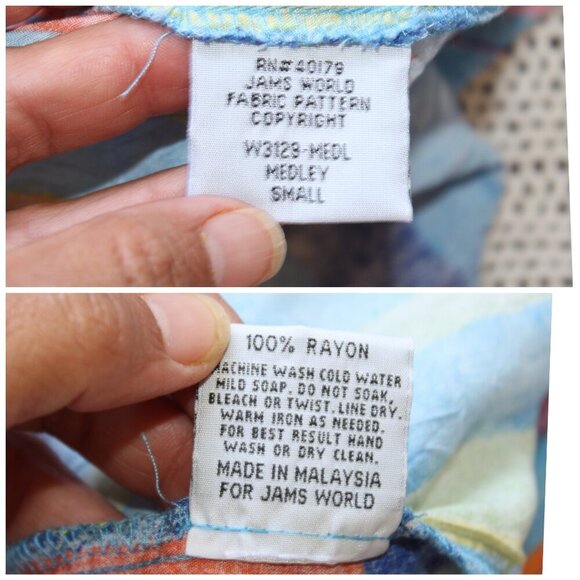 RN#40179
JAMS WORLD
FABRIC PATTERN
COPYRIGHT
W3129-MEDL
MEDLEY
SMALL
100% RAYON
MACHINE WASH COLD WATER
MILD SOAP. DO NOT SOAK,
BLEACH OR TWIST. LINE DRY.
WARM IRON AS NEEDED.
FOR BEST RESULT HAND
WASH OR DRY CLEAN.
MADE IN MALAYSIA
FOR JAMS WORLD